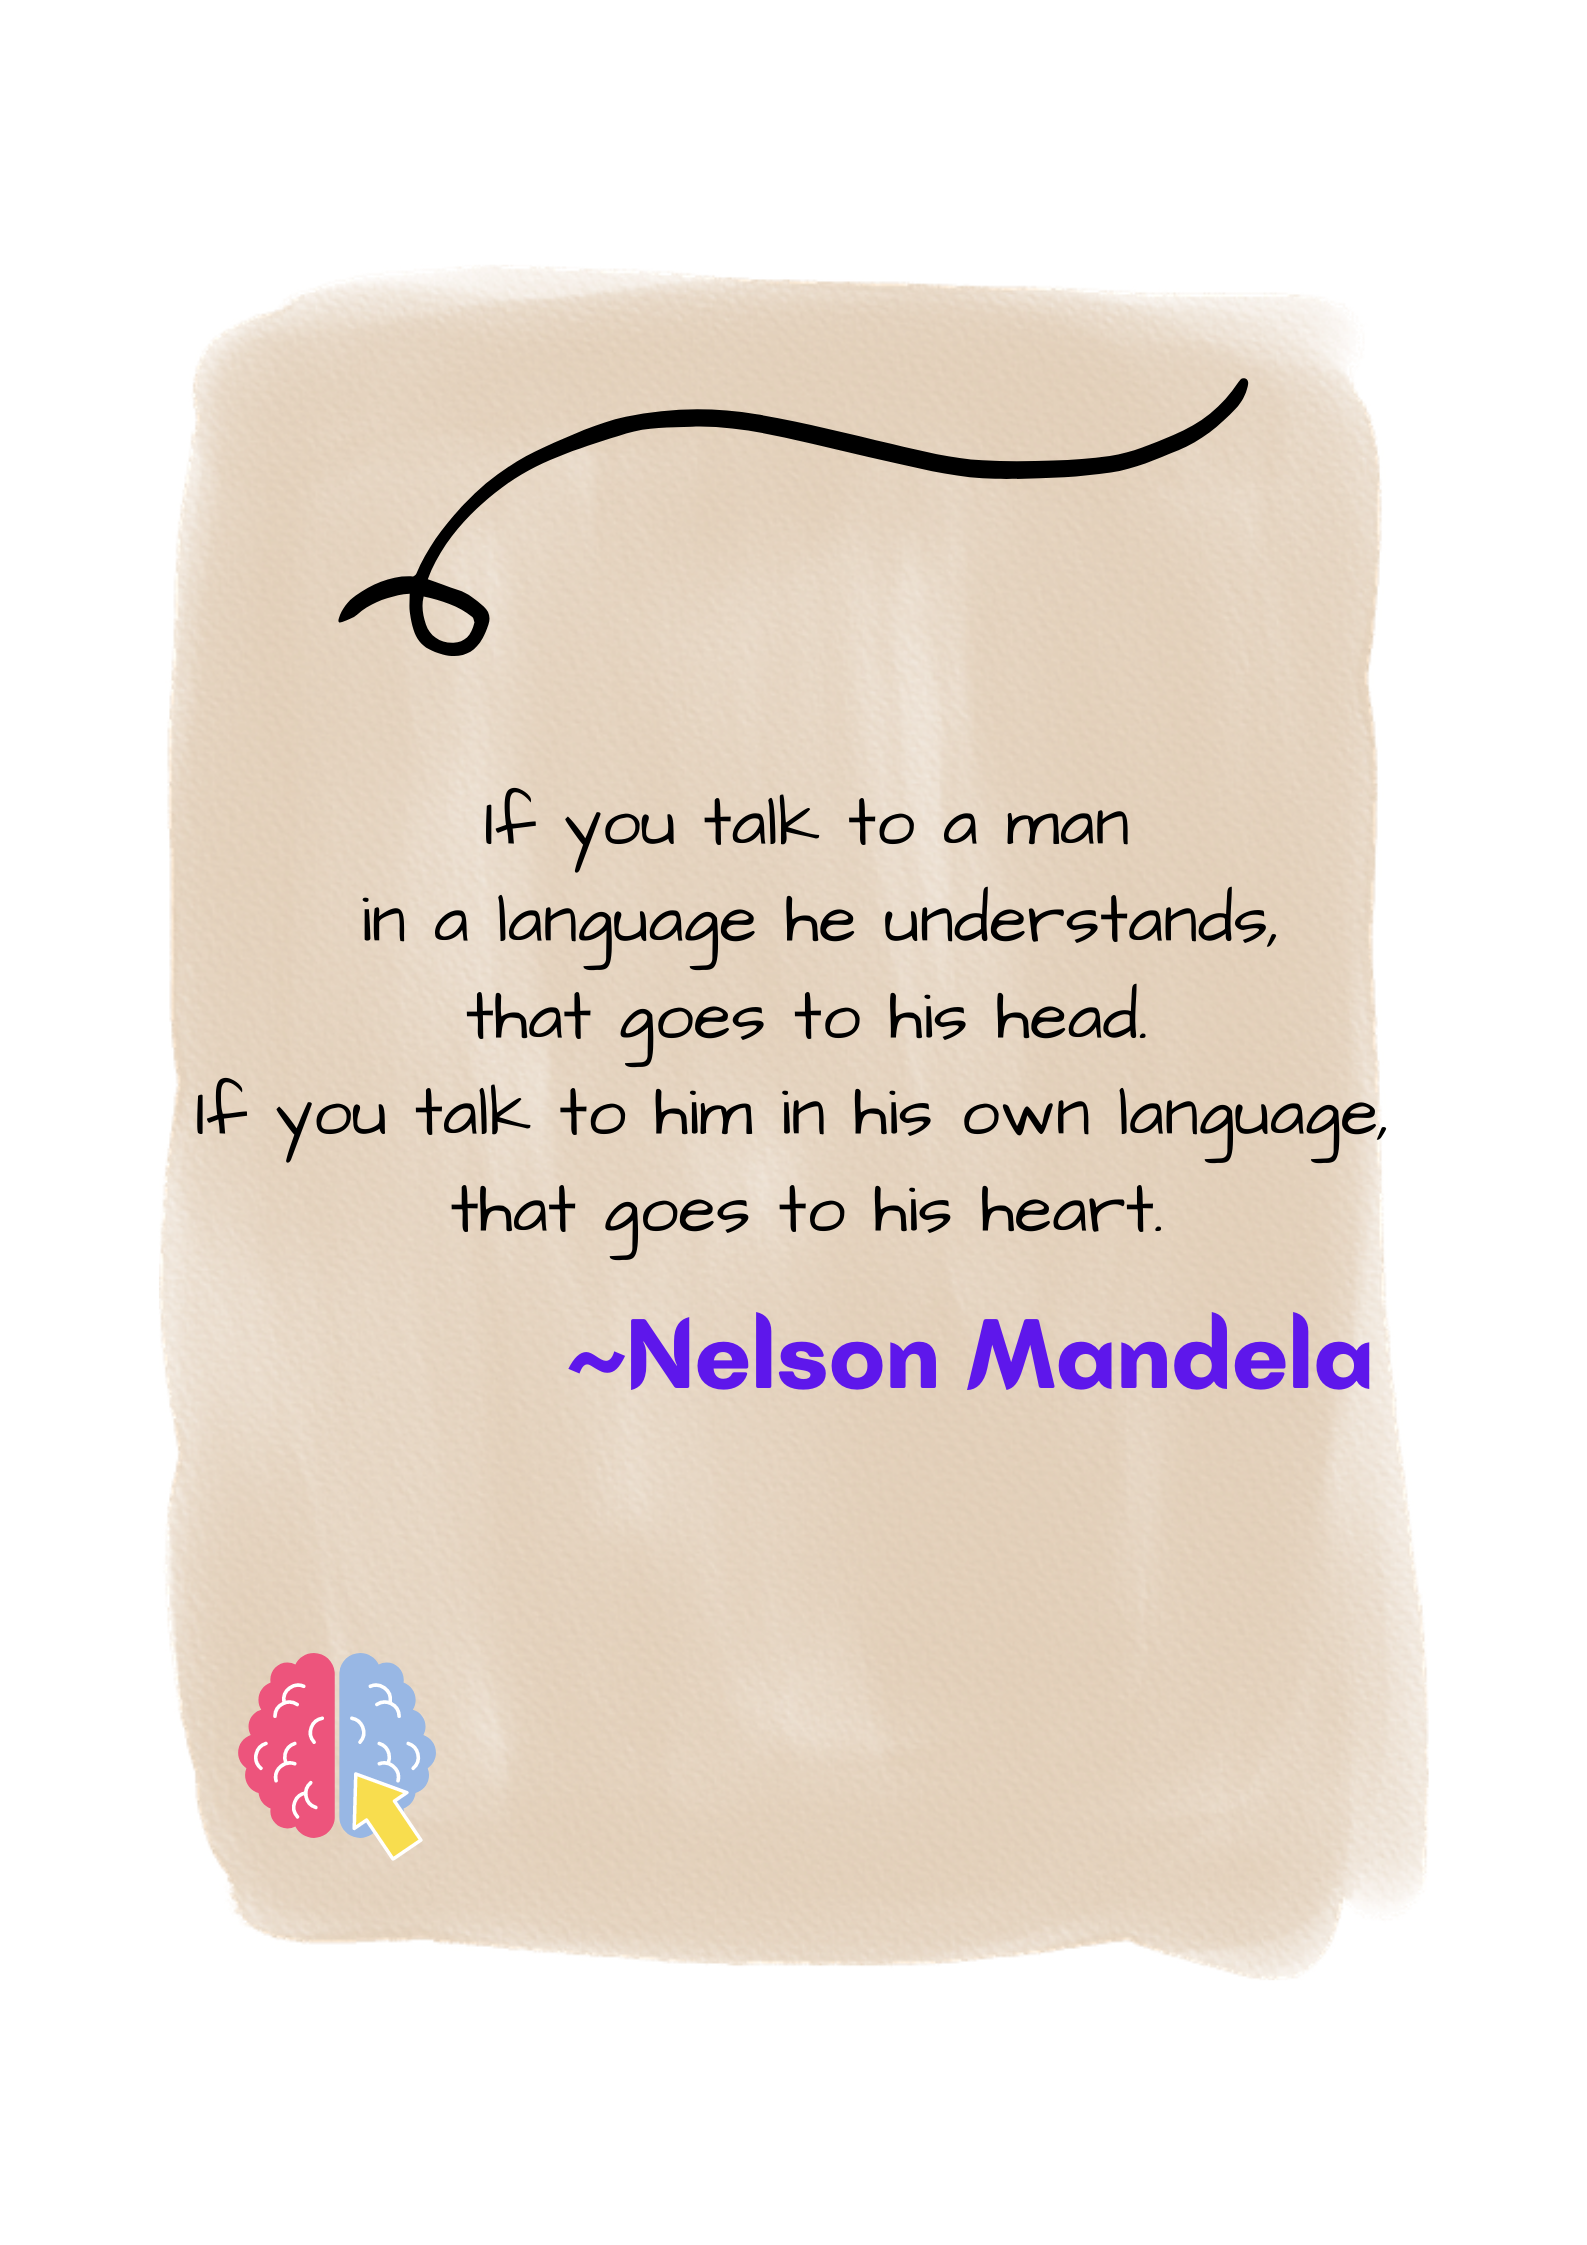 If you talk to a man
in a language he understands,
that goes to his head.
If you talk to him in his own language,
that goes to his heart.
~Nelson Mandela